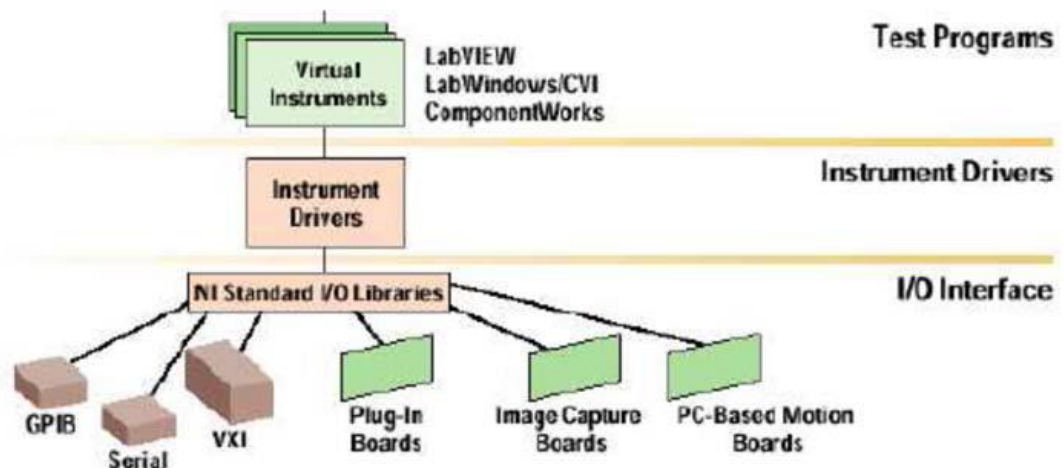 Test Programs
Virtual
Instruments
LabVIEW
LabWindows/CVI
ComponentWorks
Instrument Drivers
Instrument
Drivers
I/O Interface
NI Standard I/O Libraries
GPIB
Serial
VXI
Plug-In
Boards
Image Capture
Boards
PC-Based Motion
Boards